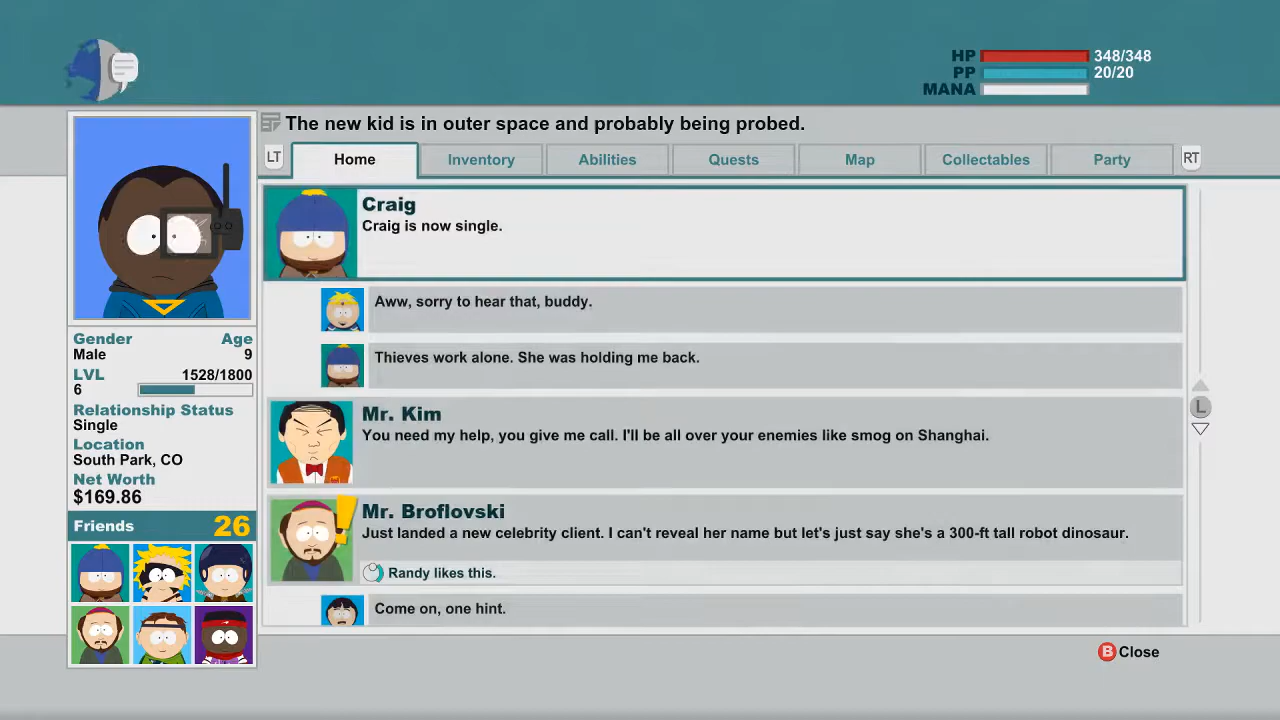 HP 348/348
PP 20/20
MANA
The new kid is in outer space and probably being probed.
LT Home Inventory Abilities Quests Map Collectables Party RT
Gender Age
Male 9
LVL 1528/1800
6
Relationship Status
Single
Location
South Park, CO
Net Worth
$169.86
Friends 26
Craig
Craig is now single.
Aww, sorry to hear that, buddy.
Thieves work alone. She was holding me back.
Mr. Kim
You need my help, you give me call. I'll be all over your enemies like smog on Shanghai.
Mr. Broflovski
Just landed a new celebrity client. I can't reveal her name but let's just say she's a 300-ft tall robot dinosaur.
Randy likes this.
Come on, one hint.
L
B Close